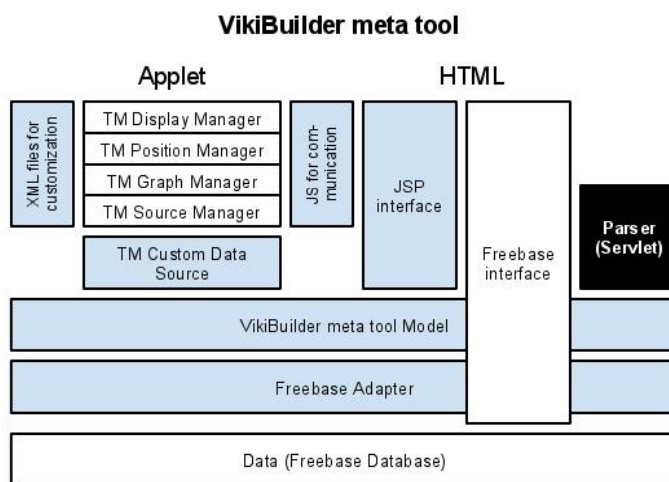 VikiBuilder meta tool
Applet
HTML
XML files for
customization
TM Display Manager
TM Position Manager
TM Graph Manager
TM Source Manager
TM Custom Data
Source
JS for com-
munication
JSP
interface
Freebase
interface
Parser
(Servlet)
VikiBuilder meta tool Model
Freebase Adapter
Data (Freebase Database)